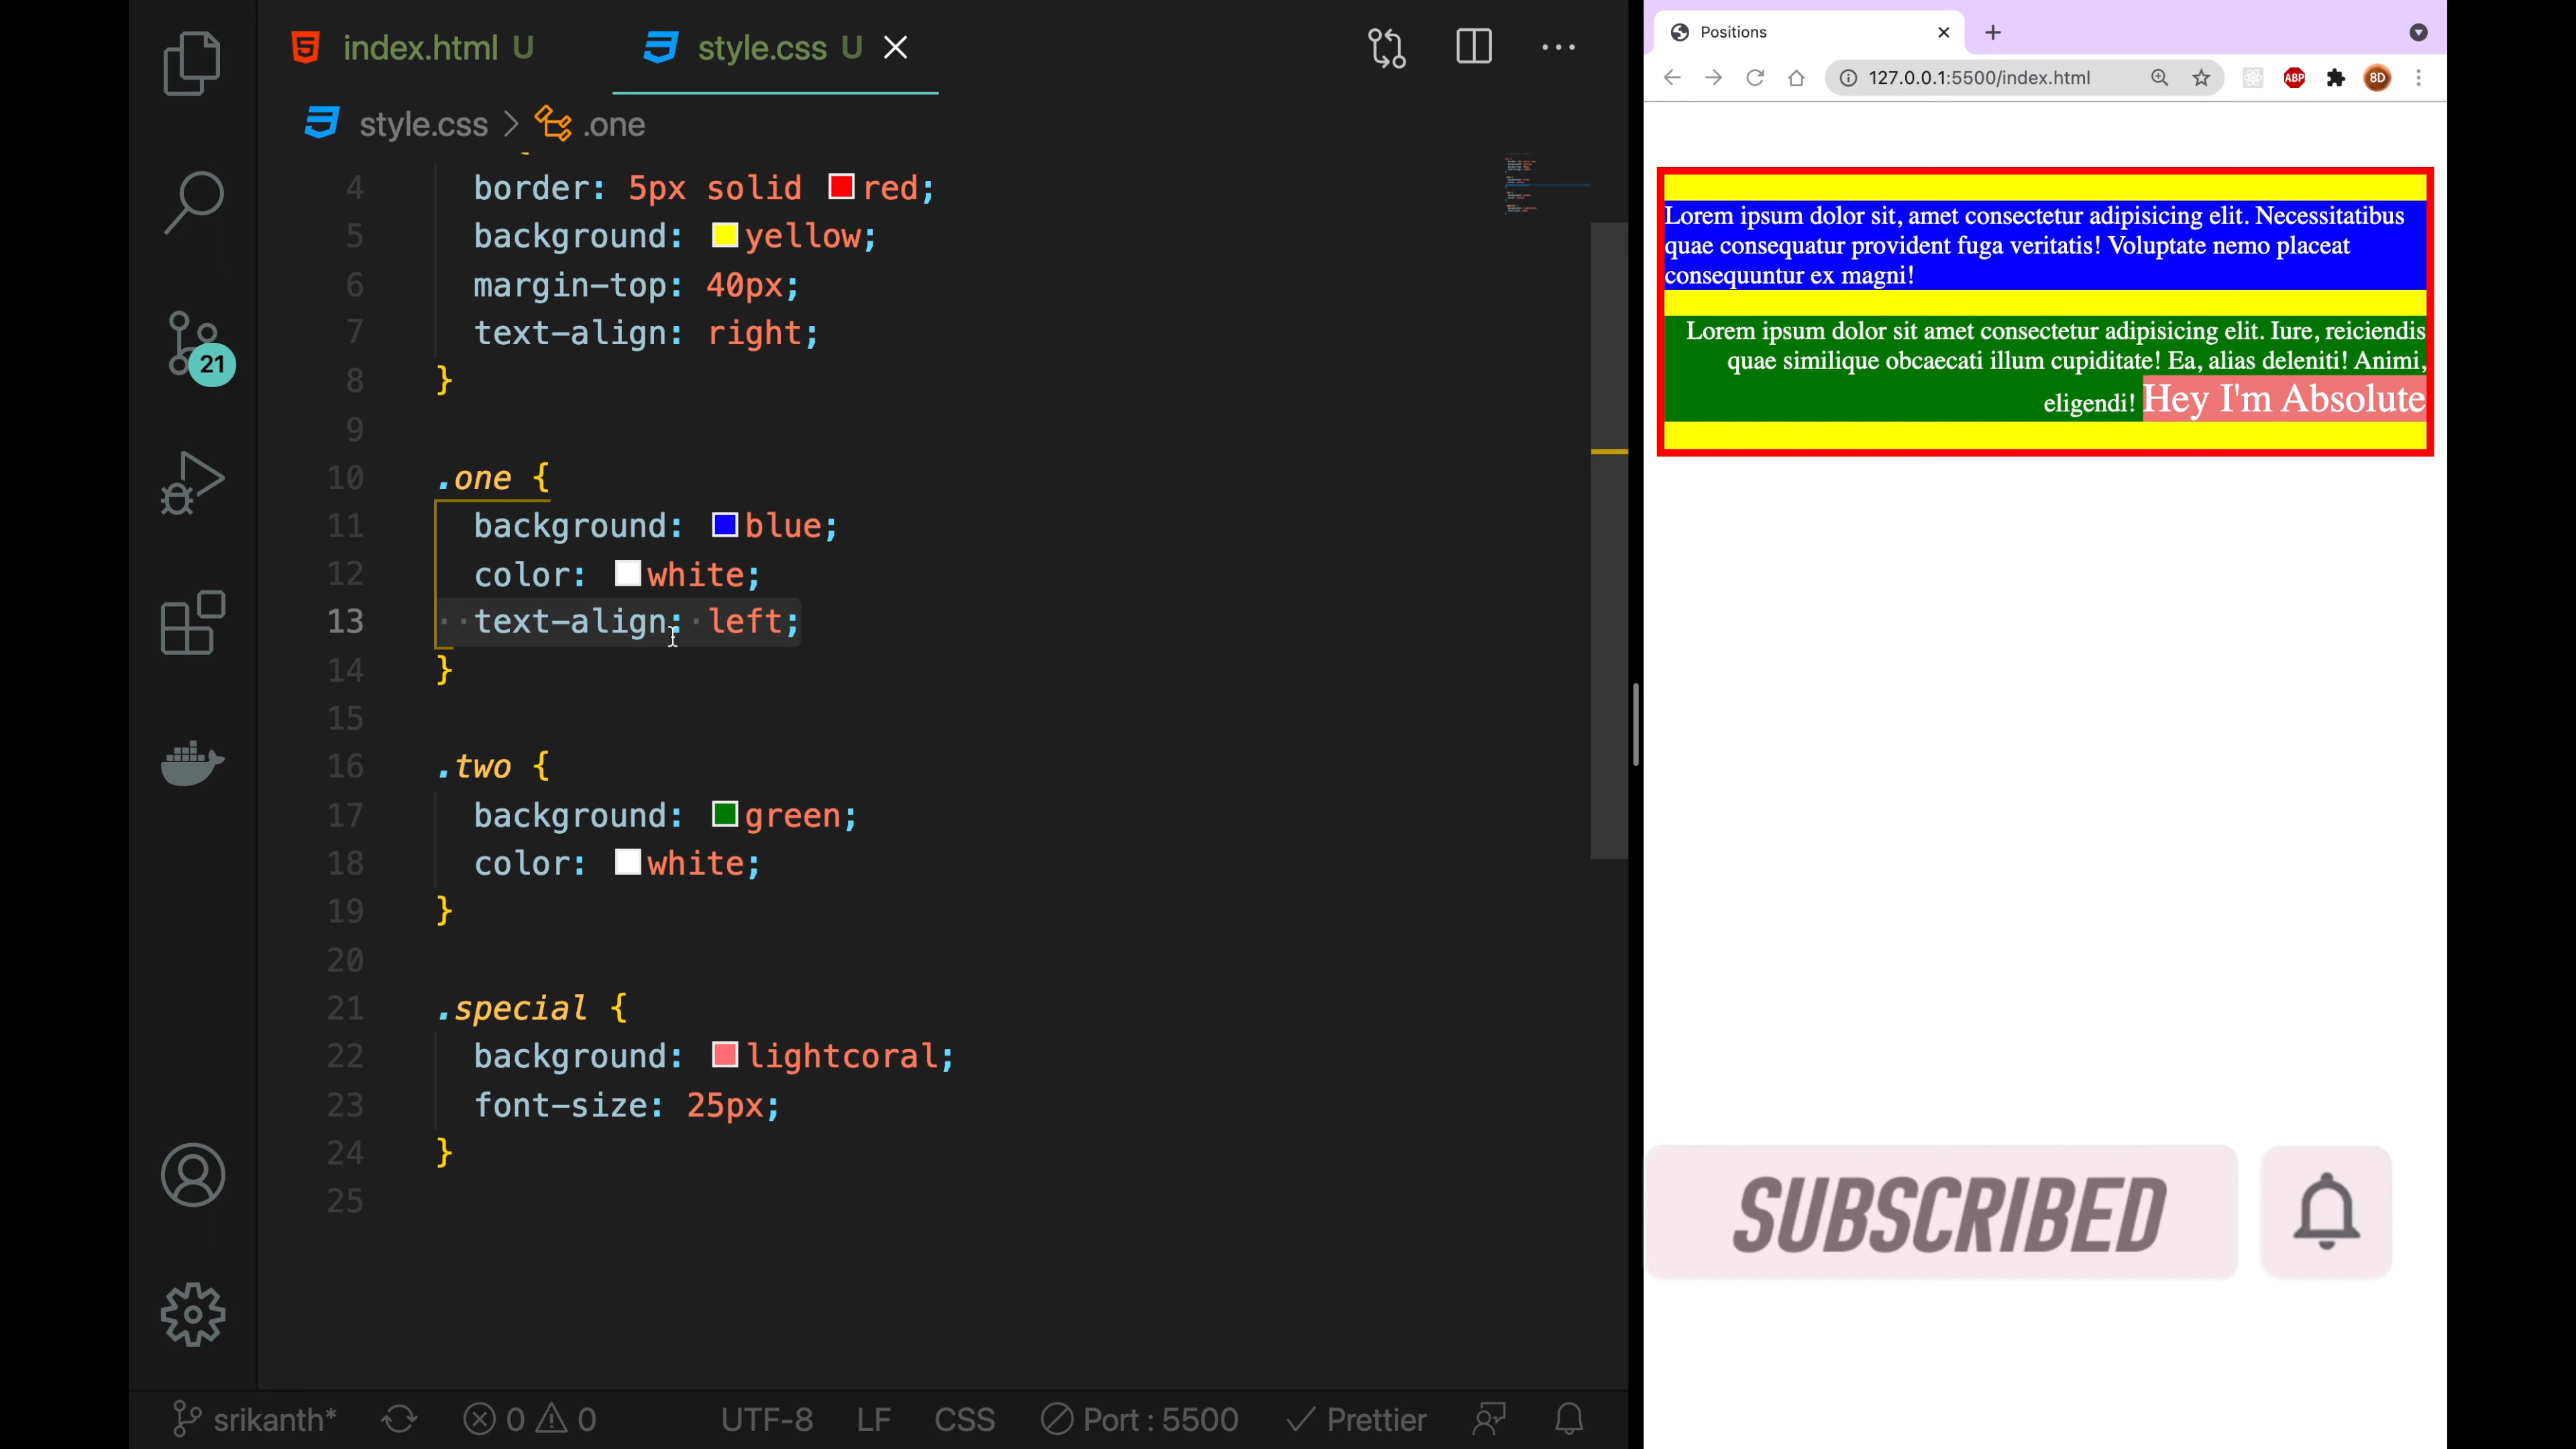 index.html U
style.css U
style.css > .one
4 border: 5px solid red;
5 background: yellow;
6 margin-top: 40px;
7 text-align: right;
8 }
9
10 .one {
11 background: blue;
12 color: white;
13 text-align: left;
14 }
15
16 .two {
17 background: green;
18 color: white;
19 }
20
21 .special {
22 background: lightcoral;
23 font-size: 25px;
24 }
25
21
srikanth*
0 0
UTF-8
LF
CSS
Port : 5500
Prettier
Positions
127.0.0.1:5500/index.html
ABP
8D
Lorem ipsum dolor sit, amet consectetur adipisicing elit. Necessitatibus
quae consequatur provident fuga veritatis! Voluptate nemo placeat
consequuntur ex magni!
Lorem ipsum dolor sit amet consectetur adipisicing elit. Iure, reiciendis
quae similique obcaecati illum cupiditate! Ea, alias deleniti! Animi,
eligendi! Hey I'm Absolute
SUBSCRIBED